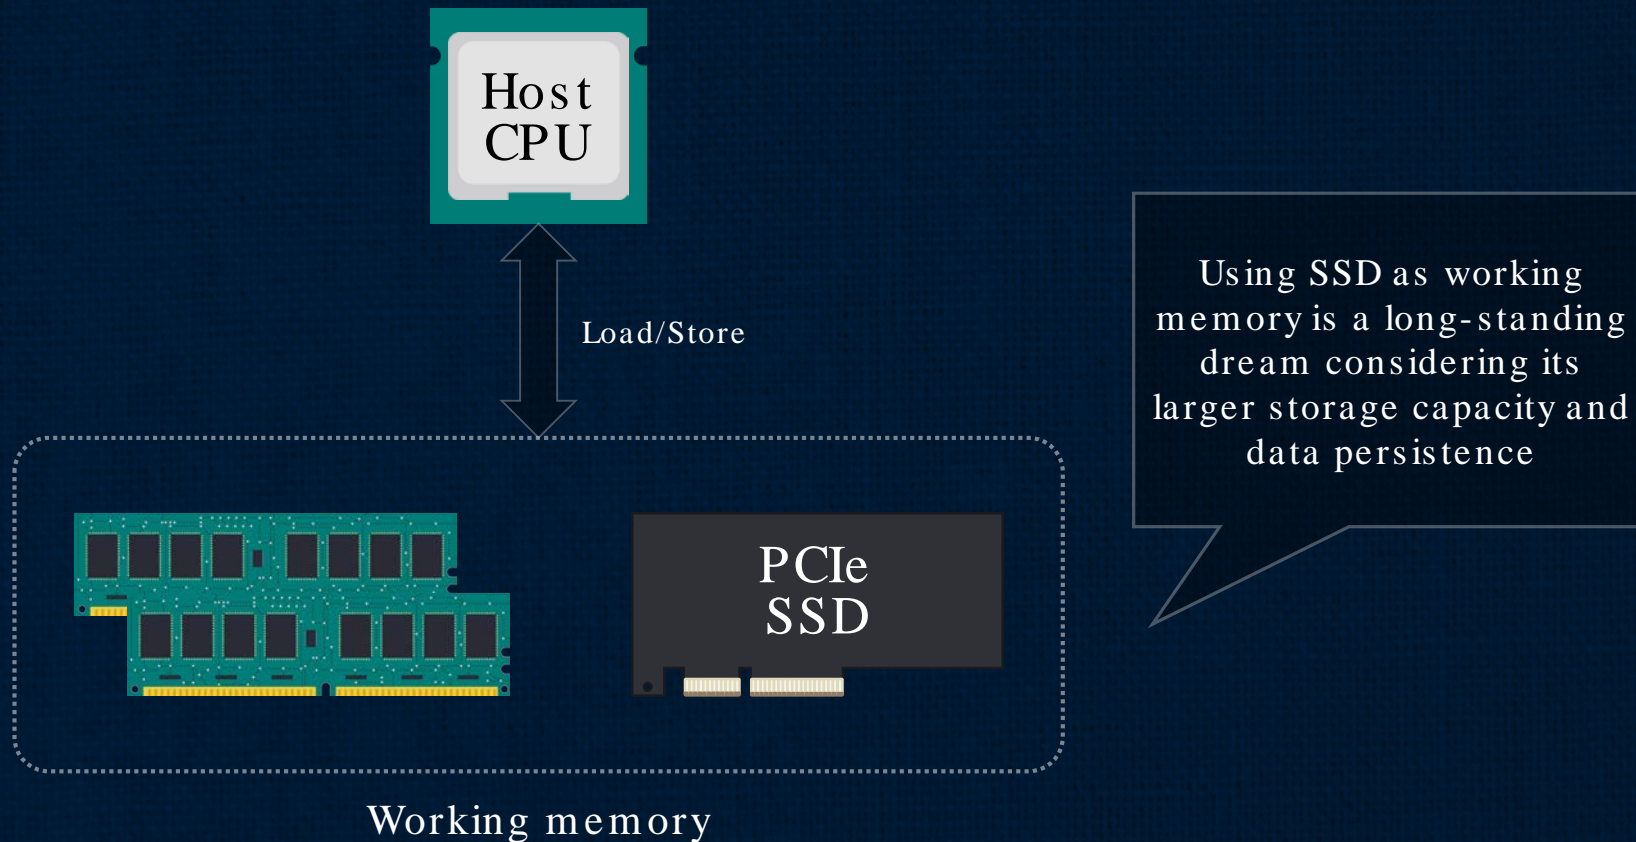 Host
CPU
Load/Store
Using SSD as working
memory is a long-standing
dream considering its
larger storage capacity and
data persistence
PCIe
SSD
Working memory